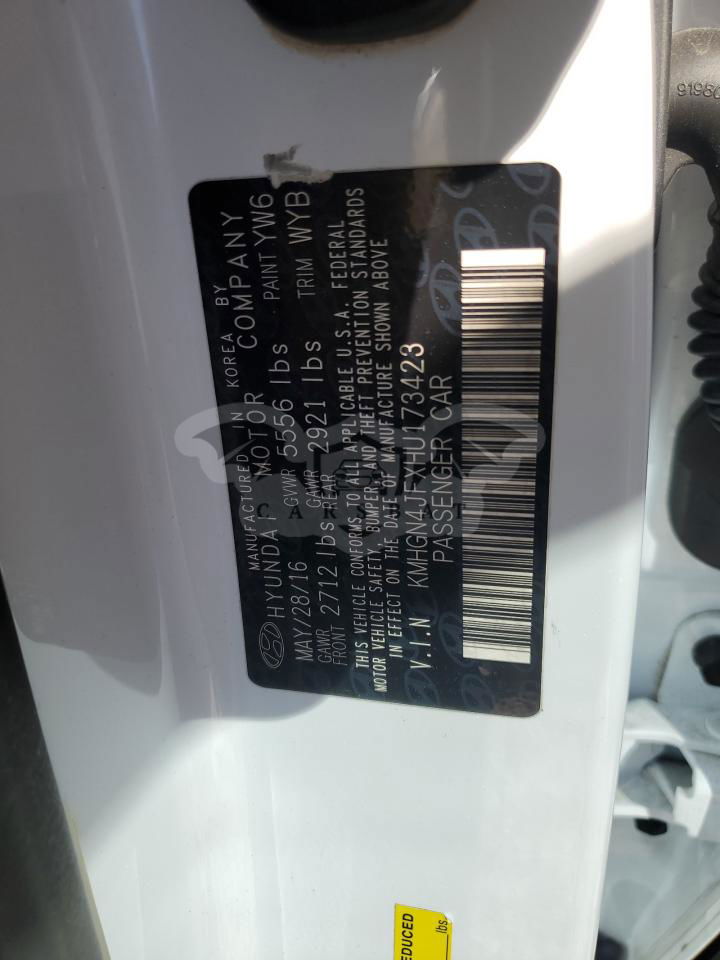 MANUFACTURED IN KOREA BY
HYUNDAI MOTOR COMPANY
MAY/28/16 GVWR 5556 lbs PAINT YW6
GAWR FRONT 2712 lbs GAWR REAR 2921 lbs TRIM WYB
THIS VEHICLE CONFORMS TO ALL APPLICABLE U.S.A. FEDERAL
MOTOR VEHICLE SAFETY, BUMPER, AND THEFT PREVENTION STANDARDS
IN EFFECT ON THE DATE OF MANUFACTURE SHOWN ABOVE
V.I.N KMHGN4JFXHU173423
PASSENGER CAR
CARSBAT
9198
EDUCED
lbs